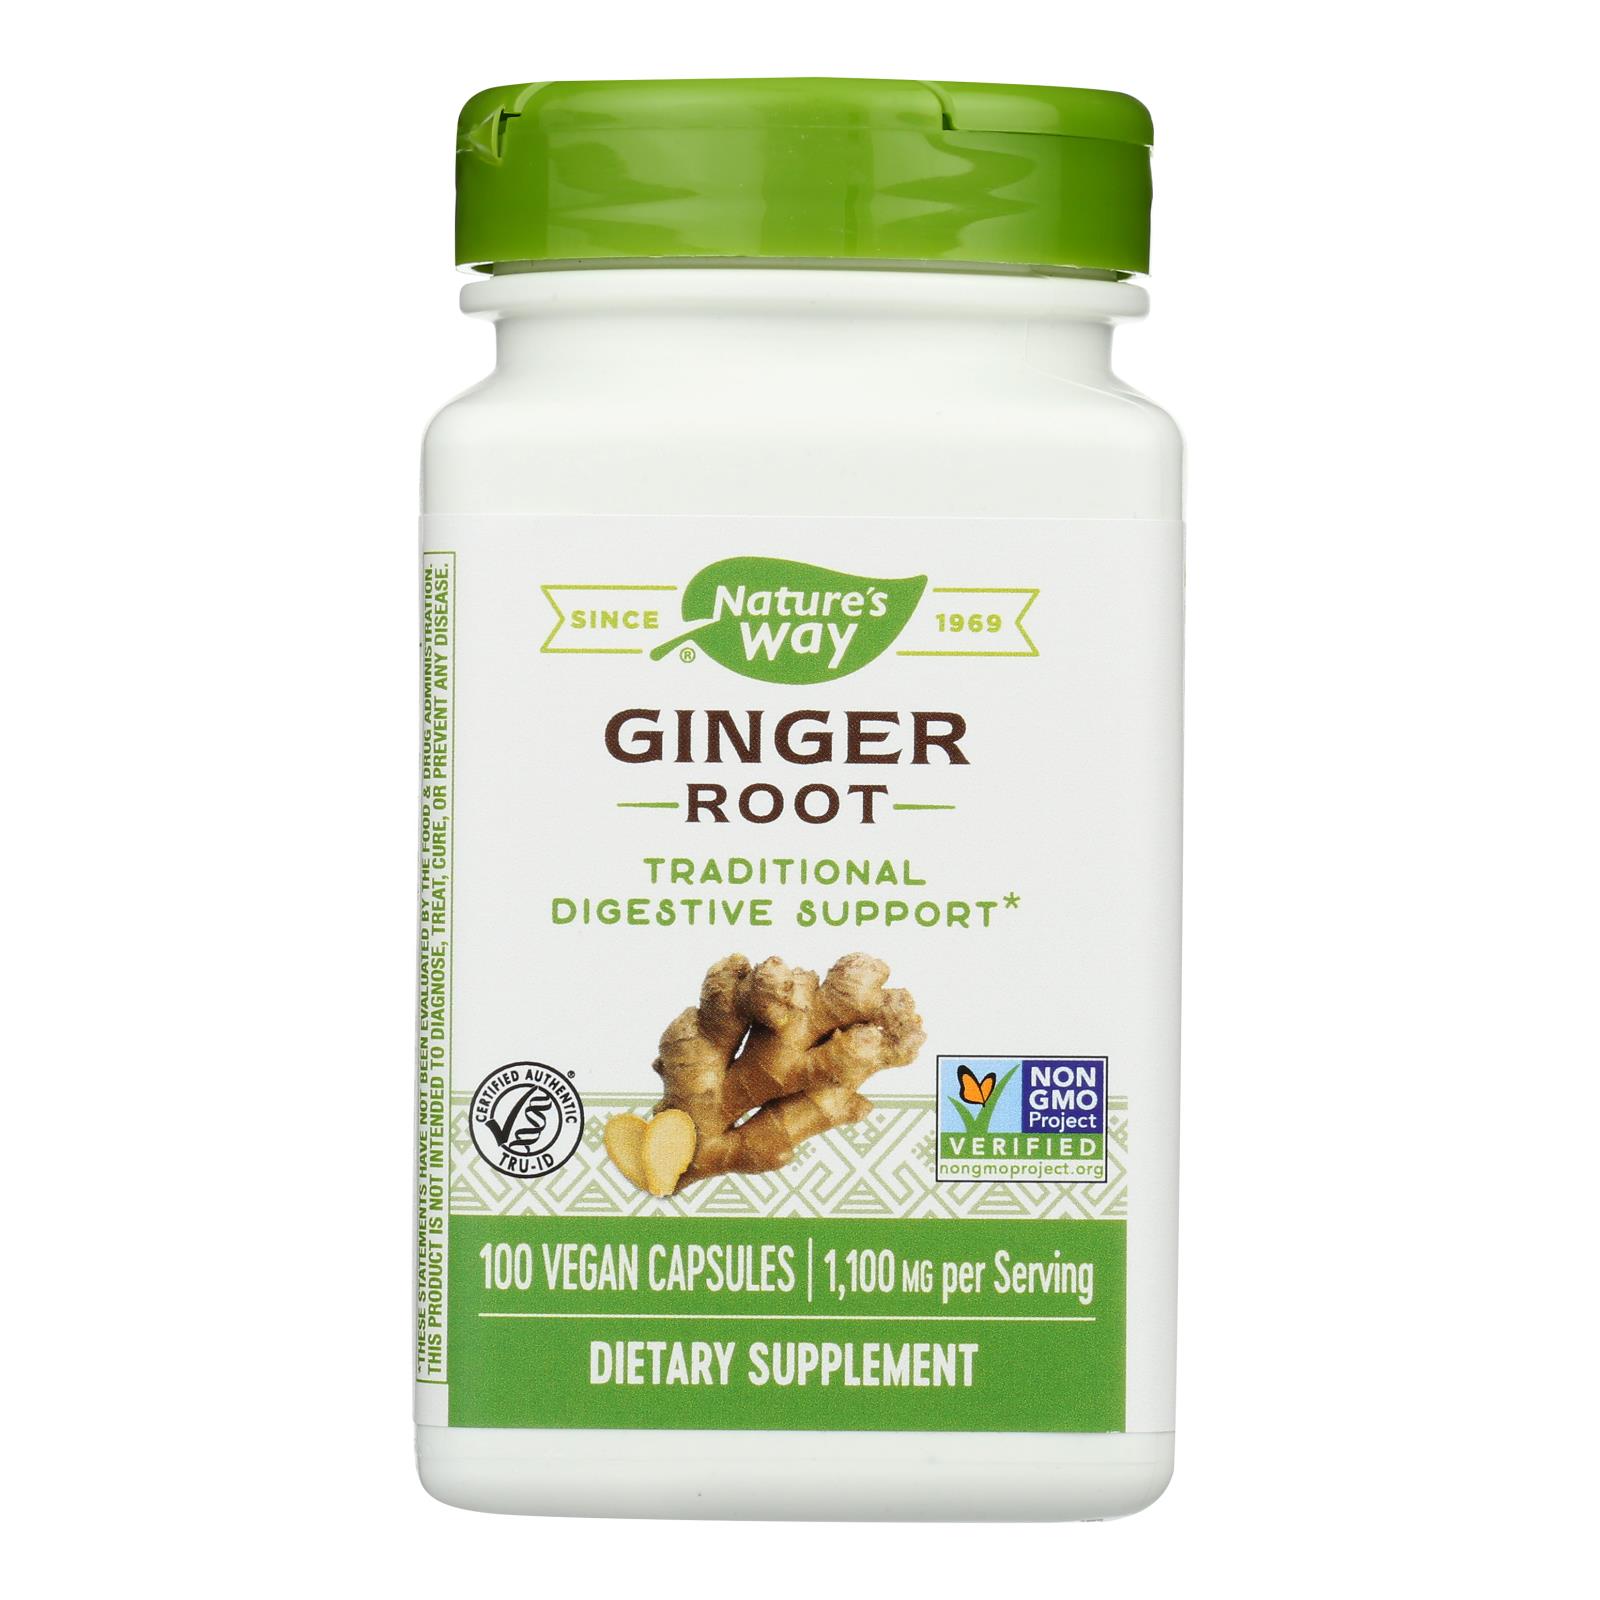 SINCE
Nature's
Way
®
1969
GINGER
ROOT
TRADITIONAL
DIGESTIVE SUPPORT*
CERTIFIED AUTHENTIC®
TRU-ID
NON
GMO
Project
VERIFIED
nongmoproject.org
100 VEGAN CAPSULES | 1,100 MG per Serving
DIETARY SUPPLEMENT
*THESE STATEMENTS HAVE NOT BEEN EVALUATED BY THE FOOD & DRUG ADMINISTRATION.
THIS PRODUCT IS NOT INTENDED TO DIAGNOSE, TREAT, CURE, OR PREVENT ANY DISEASE.